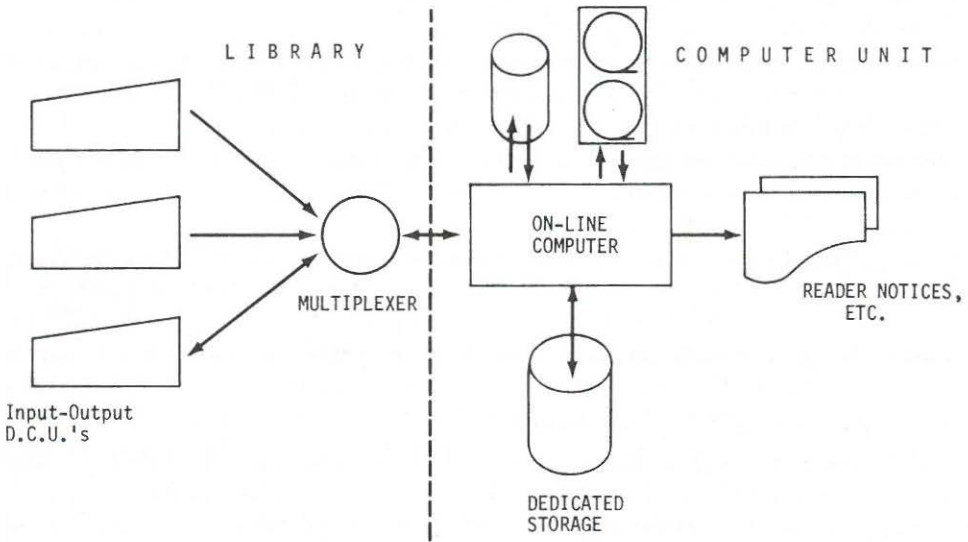 LIBRARY
COMPUTER UNIT
ON-LINE
COMPUTER
MULTIPLEXER
READER NOTICES,
ETC.
Input-Output
D.C.U.'s
DEDICATED
STORAGE